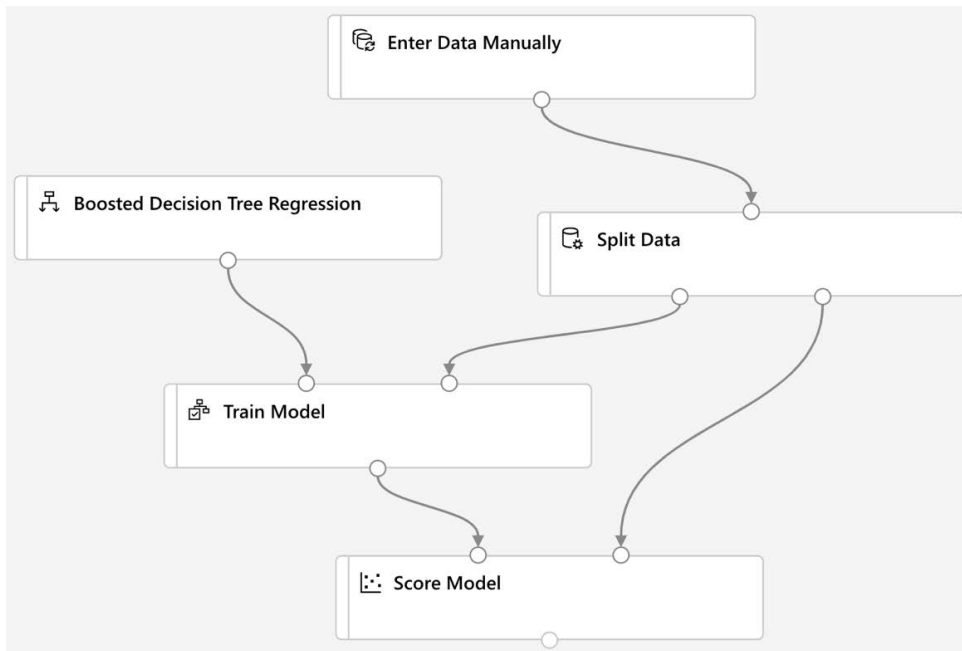 Enter Data Manually
Boosted Decision Tree Regression
Split Data
Train Model
Score Model